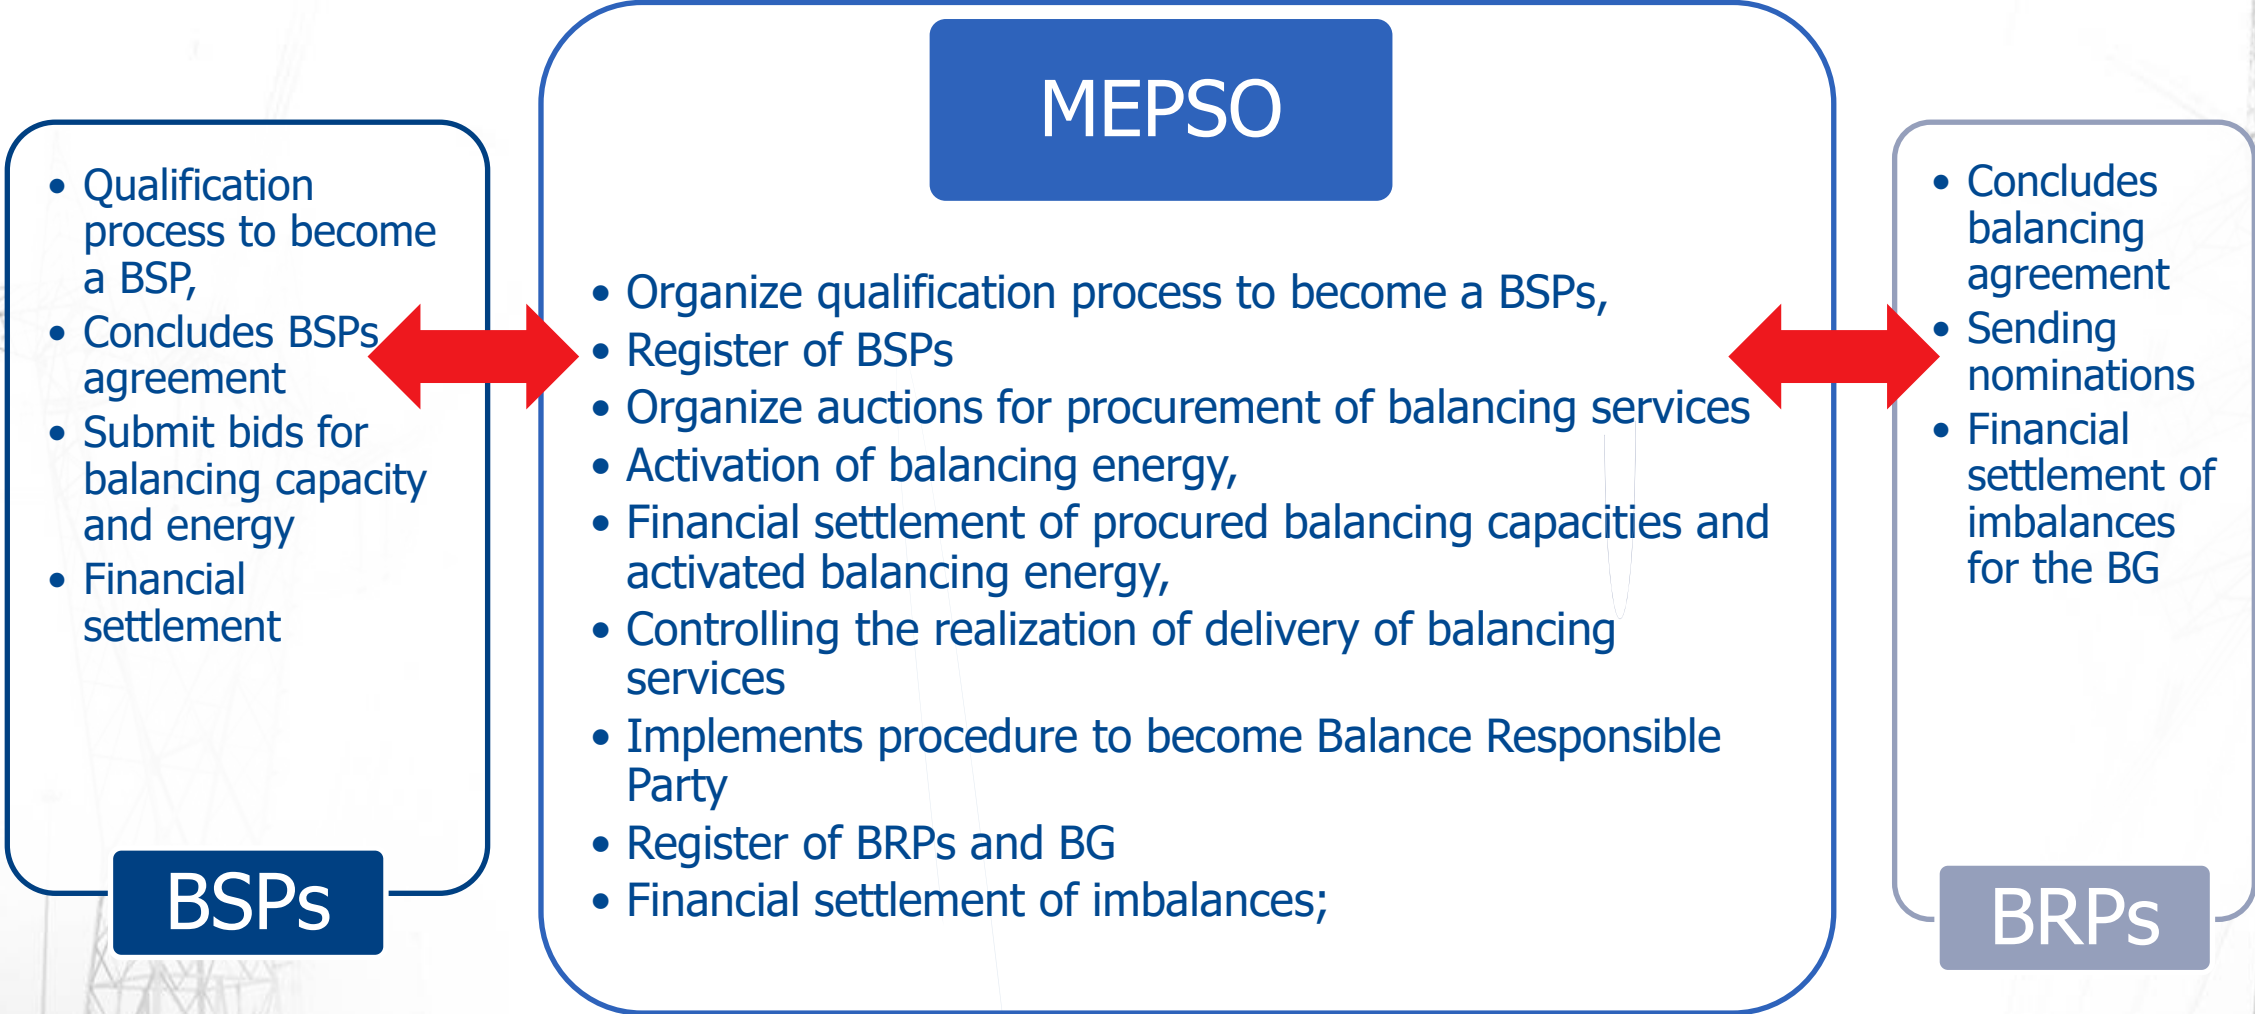 MEPSO
• Qualification
process to become
a BSP,
• Concludes BSPs
agreement
• Submit bids for
balancing capacity
and energy
• Financial
settlement
BSPs
• Organize qualification process to become a BSPs,
• Register of BSPs
• Organize auctions for procurement of balancing services
• Activation of balancing energy,
• Financial settlement of procured balancing capacities and
activated balancing energy,
• Controlling the realization of delivery of balancing
services
• Implements procedure to become Balance Responsible
Party
• Register of BRPs and BG
• Financial settlement of imbalances;
• Concludes
balancing
agreement
• Sending
nominations
• Financial
settlement of
imbalances
for the BG
BRPs